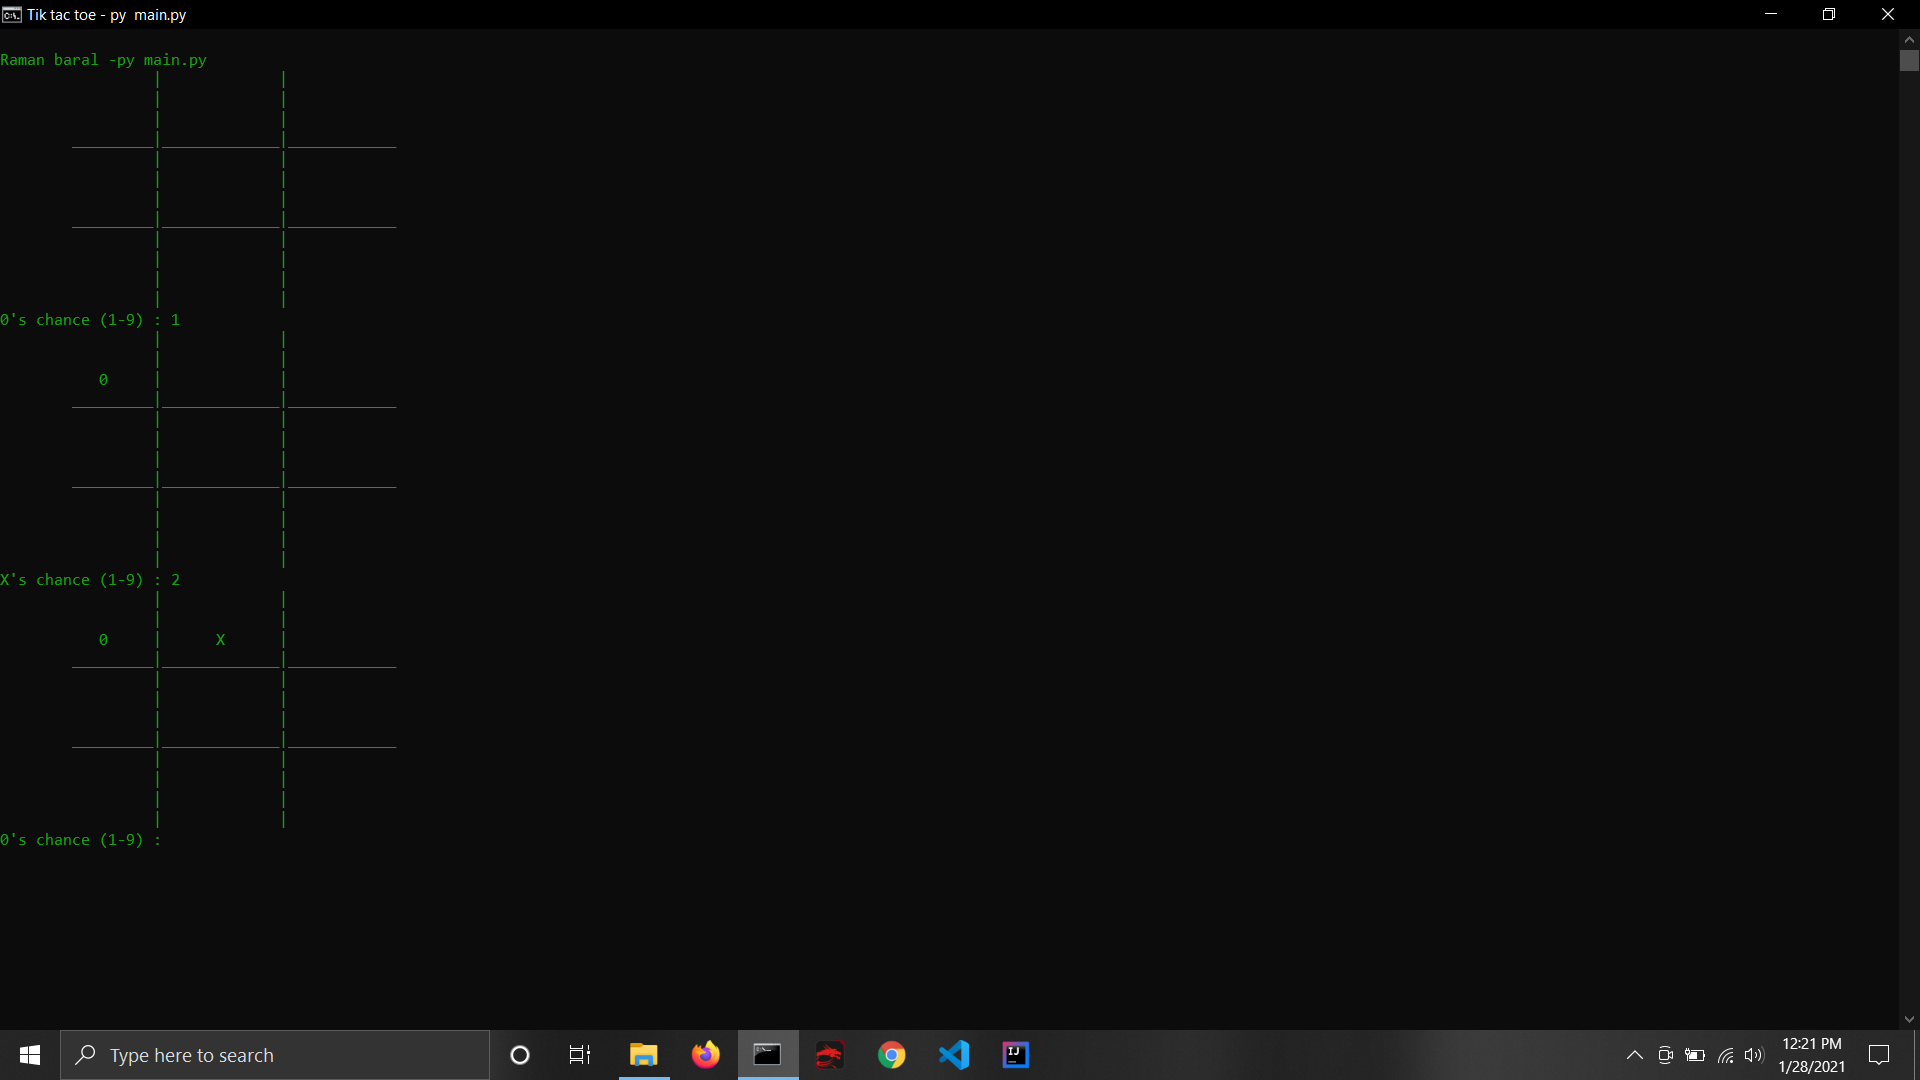 Tik tac toe - py  main.py
Raman baral -py main.py
0's chance (1-9) : 1
0
X's chance (1-9) : 2
0 X
0's chance (1-9) :
Type here to search
12:21 PM
1/28/2021